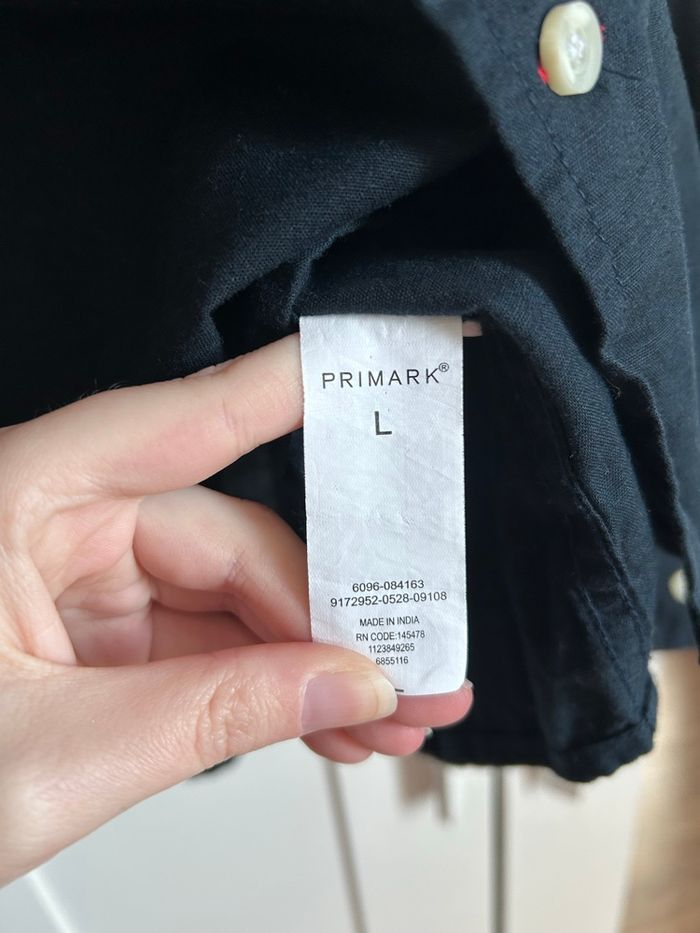 PRIMARK®
L
6096-084163
9172952-0528-09108
MADE IN INDIA
RN CODE:145478
1123849265
6855116